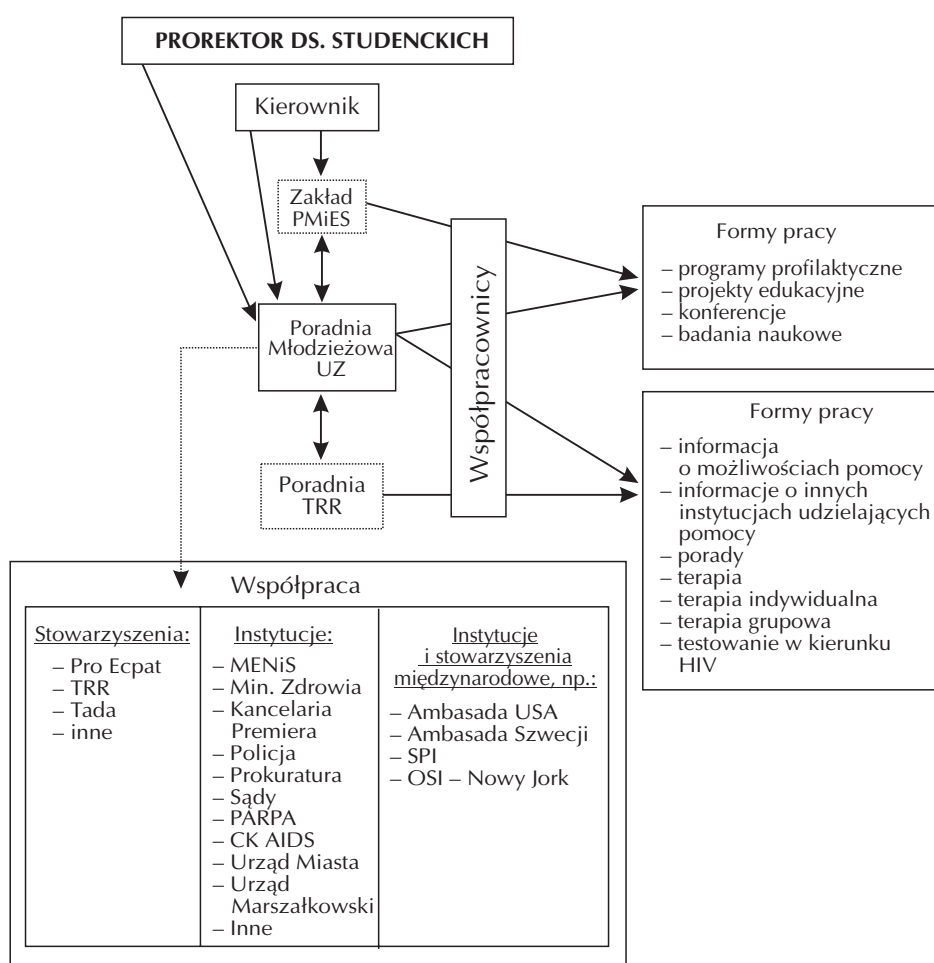 PROREKTOR DS. STUDENCKICH
Kierownik
Zakład
PMiES
Poradnia
Młodzieżowa
UZ
Poradnia
TRR
Współpracownicy
Formy pracy
– programy profilaktyczne
– projekty edukacyjne
– konferencje
– badania naukowe
Formy pracy
– informacja
o możliwościach pomocy
– informacje o innych
instytucjach udzielających
pomocy
– porady
– terapia
– terapia indywidualna
– terapia grupowa
– testowanie w kierunku
HIV
Współpraca
Stowarzyszenia:
– Pro Ecpat
– TRR
– Tada
– inne
Instytucje:
– MENiS
– Min. Zdrowia
– Kancelaria
Premiera
– Policja
– Prokuratura
– Sądy
– PARPA
– CK AIDS
– Urząd Miasta
– Urząd
Marszałkowski
– Inne
Instytucje
i stowarzyszenia
międzynarodowe, np.:
– Ambasada USA
– Ambasada Szwecji
– SPI
– OSI – Nowy Jork